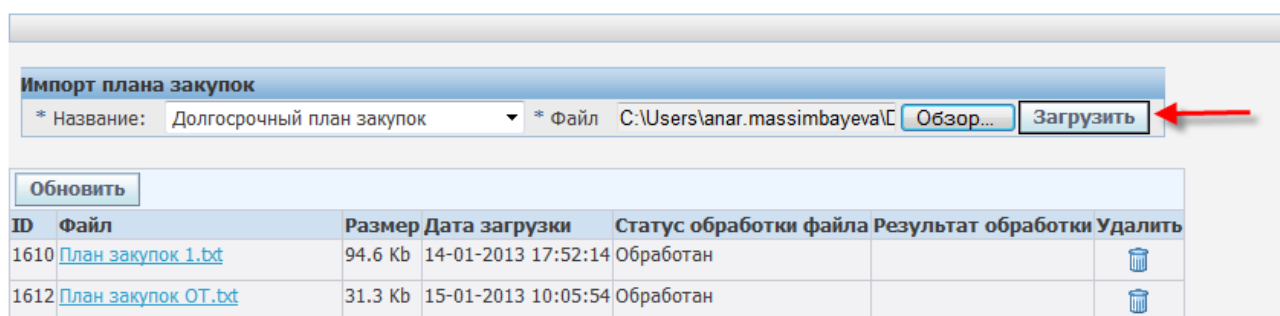 Импорт плана закупок
* Название: Долгосрочный план закупок * Файл C:\Users\anar.massimbayeva\D Обзор... Загрузить
Обновить
ID Файл Размер Дата загрузки Статус обработки файла Результат обработки Удалить
1610 План закупок 1.txt 94.6 Kb 14-01-2013 17:52:14 Обработан
1612 План закупок ОТ.txt 31.3 Kb 15-01-2013 10:05:54 Обработан